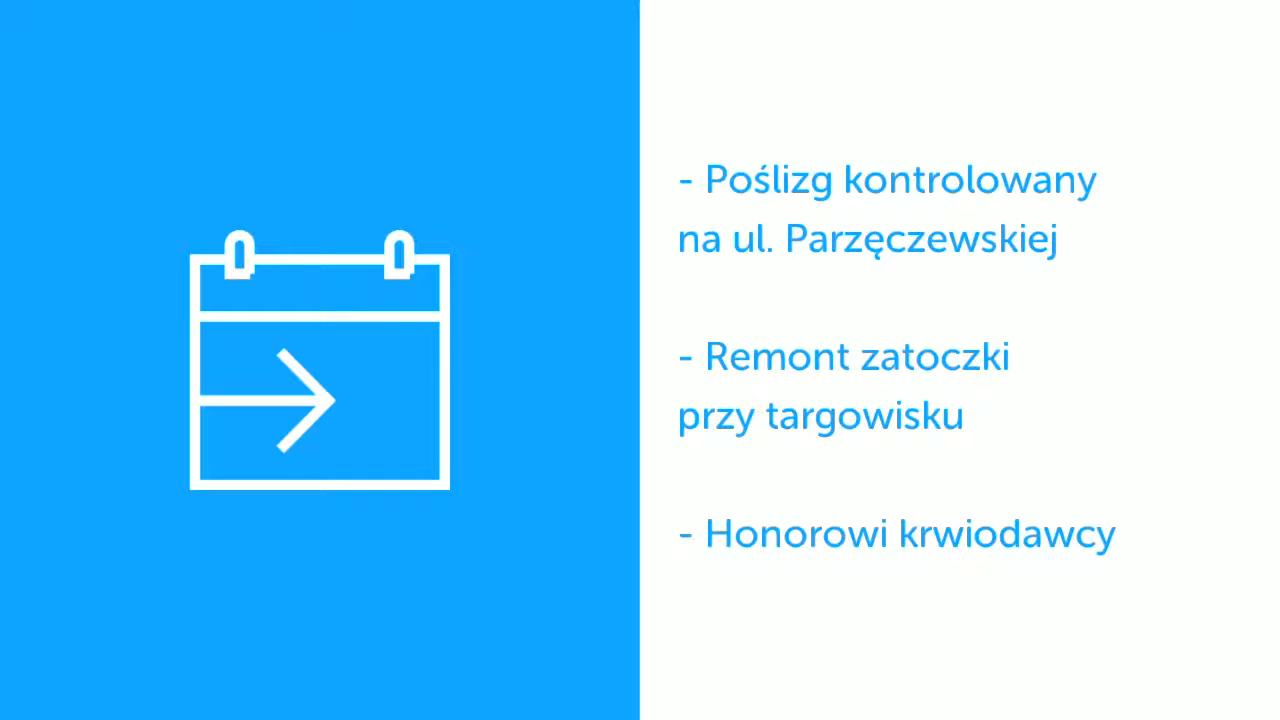 - Poślizg kontrolowany
na ul. Parzęczewskiej
- Remont zatoczki
przy targowisku
- Honorowi krwiodawcy